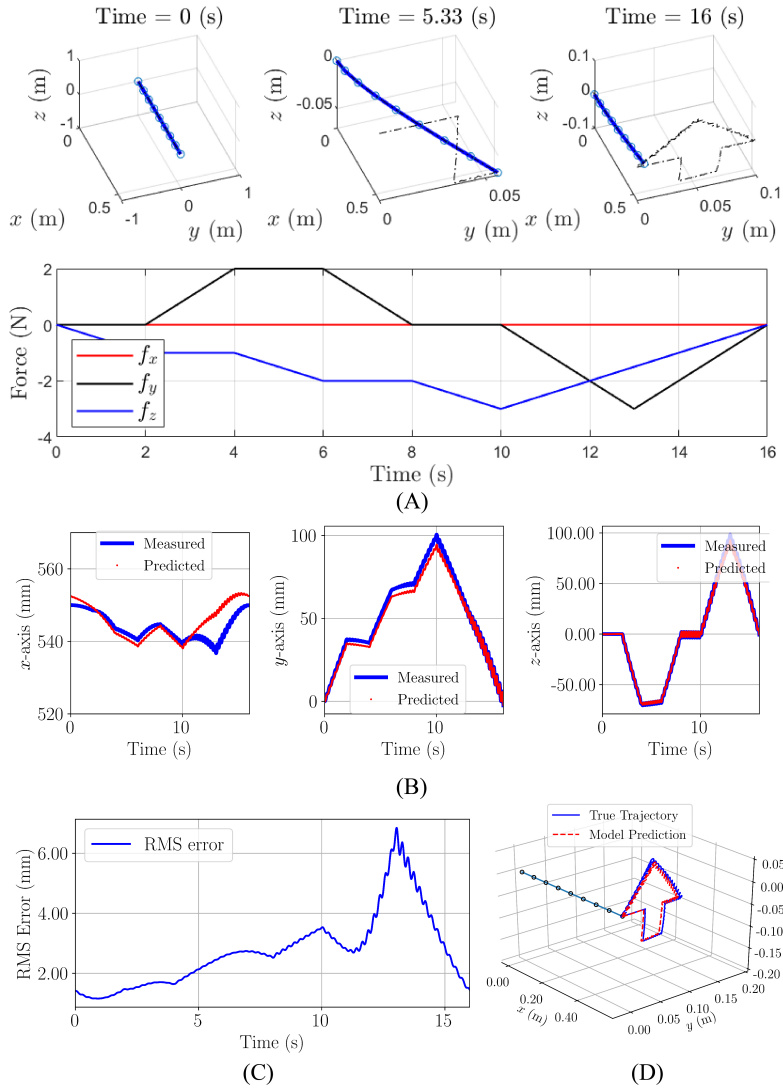 Time = 0 (s)
Time = 5.33 (s)
Time = 16 (s)
z (m)
1
0
-1
0
0.5
x (m)
-1
0
1
y (m)
z (m)
0
-0.05
0
0.5
x (m)
0
0.05
y (m)
z (m)
0.1
0
-0.1
0
0.5
x (m)
0
0.05
0.1
y (m)
Force (N)
2
0
-2
-4
f_x
f_y
f_z
0 2 4 6 8 10 12 14 16
Time (s)
(A)
x-axis (mm)
560
540
520
Measured
Predicted
0 10
Time (s)
y-axis (mm)
100
50
0
Measured
Predicted
0 10
Time (s)
z-axis (mm)
100.00
50.00
0.00
-50.00
Measured
Predicted
0 10
Time (s)
(B)
RMS Error (mm)
6.00
4.00
2.00
RMS error
0 5 10 15
Time (s)
(C)
True Trajectory
Model Prediction
0.05
0.00
-0.05
-0.10
-0.15
-0.20
0.00
0.20
0.40
x (m)
0.00
0.05
0.10
0.15
0.20
y (m)
(D)